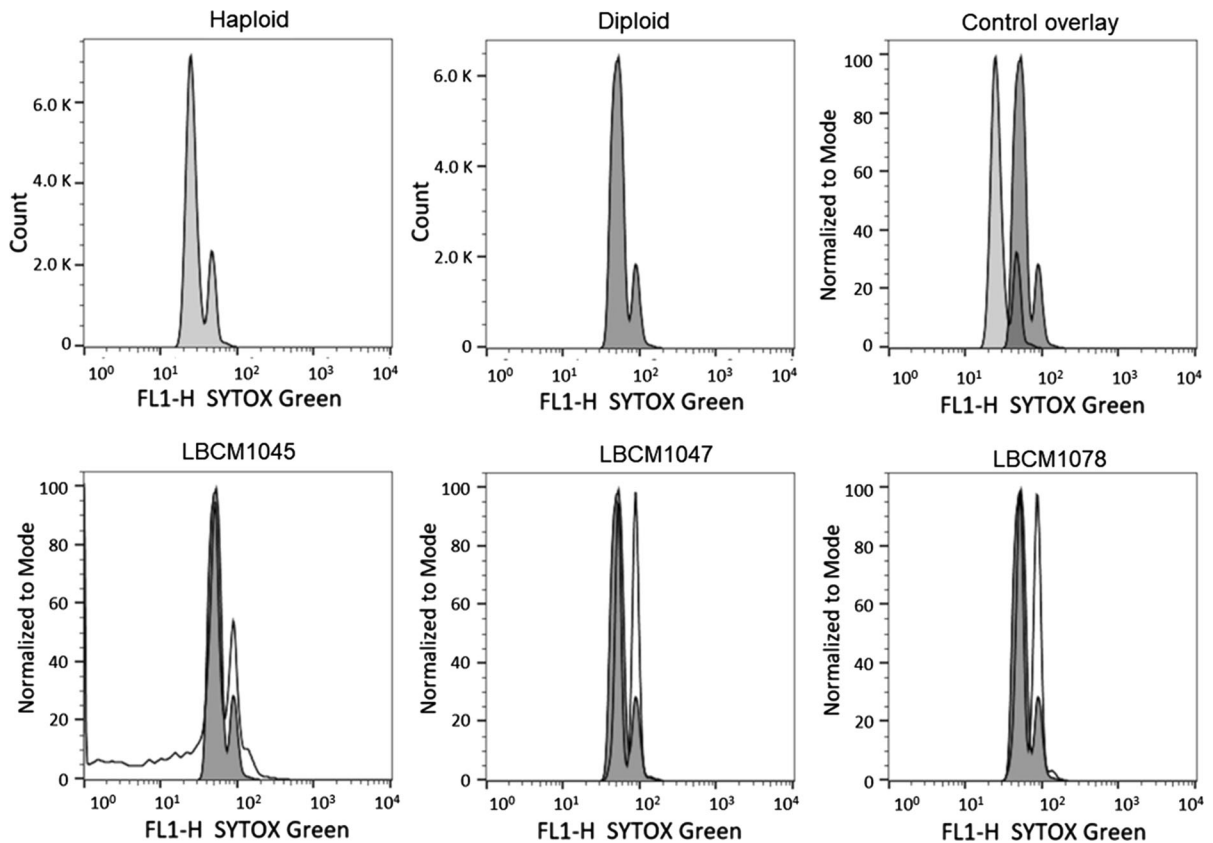 Haploid
Diploid
Control overlay
Count
6.0 K
4.0 K
2.0 K
0
10⁰ 10¹ 10² 10³ 10⁴
FL1-H SYTOX Green
Count
6.0 K
4.0 K
2.0 K
0
10⁰ 10¹ 10² 10³ 10⁴
FL1-H SYTOX Green
Normalized to Mode
100
80
60
40
20
0
10⁰ 10¹ 10² 10³ 10⁴
FL1-H SYTOX Green
LBCM1045
LBCM1047
LBCM1078
Normalized to Mode
100
80
60
40
20
0
10⁰ 10¹ 10² 10³ 10⁴
FL1-H SYTOX Green
Normalized to Mode
100
80
60
40
20
0
10⁰ 10¹ 10² 10³ 10⁴
FL1-H SYTOX Green
Normalized to Mode
100
80
60
40
20
0
10⁰ 10¹ 10² 10³ 10⁴
FL1-H SYTOX Green